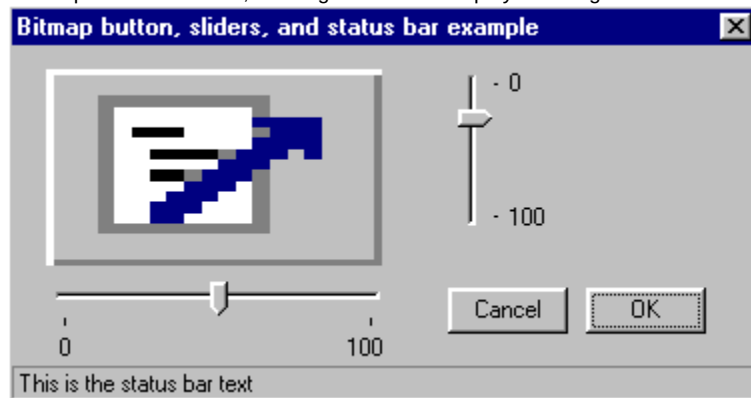 Bitmap button, sliders, and status bar example
- 0
- 100
0 100
Cancel OK
This is the status bar text